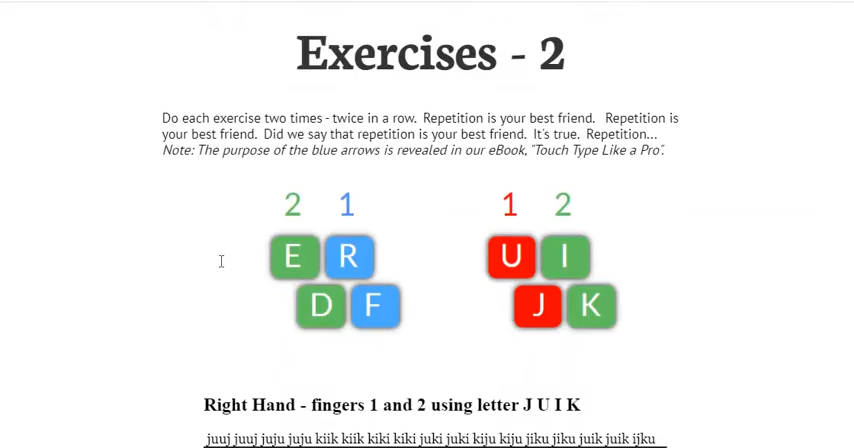 Exercises - 2
Do each exercise two times - twice in a row. Repetition is your best friend. Repetition is
your best friend. Did we say that repetition is your best friend. It's true. Repetition...
Note: The purpose of the blue arrows is revealed in our eBook, "Touch Type Like a Pro".
2 1 1 2
E R U I
D F J K
Right Hand - fingers 1 and 2 using letter J U I K
juuj juuj juju juju kiik kiik kiki kiki juki juki kiju kiju jiku jiku juik juik ijku